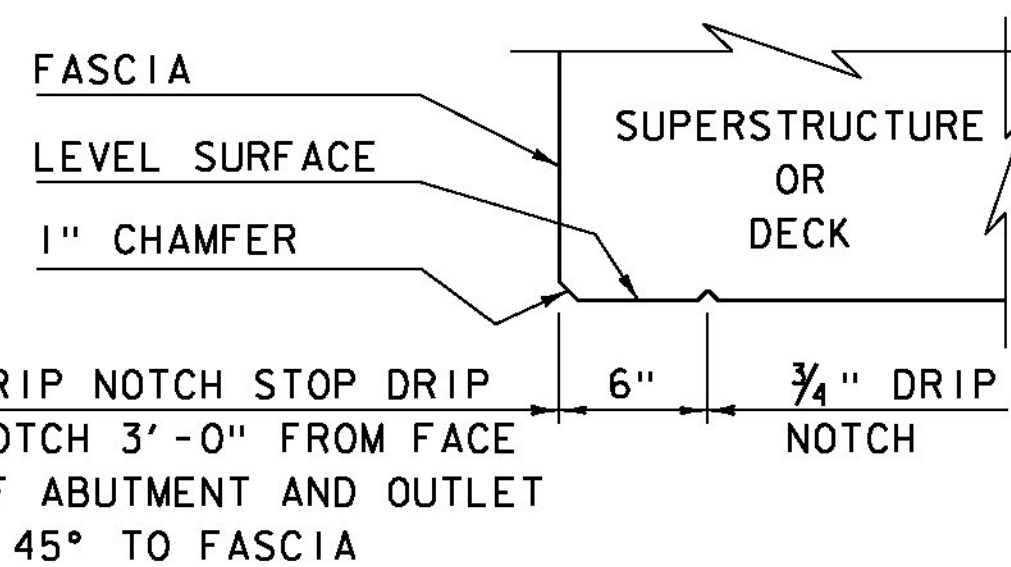 FASCIA
LEVEL SURFACE
1" CHAMFER
SUPERSTRUCTURE
OR
DECK
6"
3/4" DRIP
NOTCH
RIP NOTCH STOP DRIP
OTCH 3'-0" FROM FACE
F ABUTMENT AND OUTLET
45° TO FASCIA